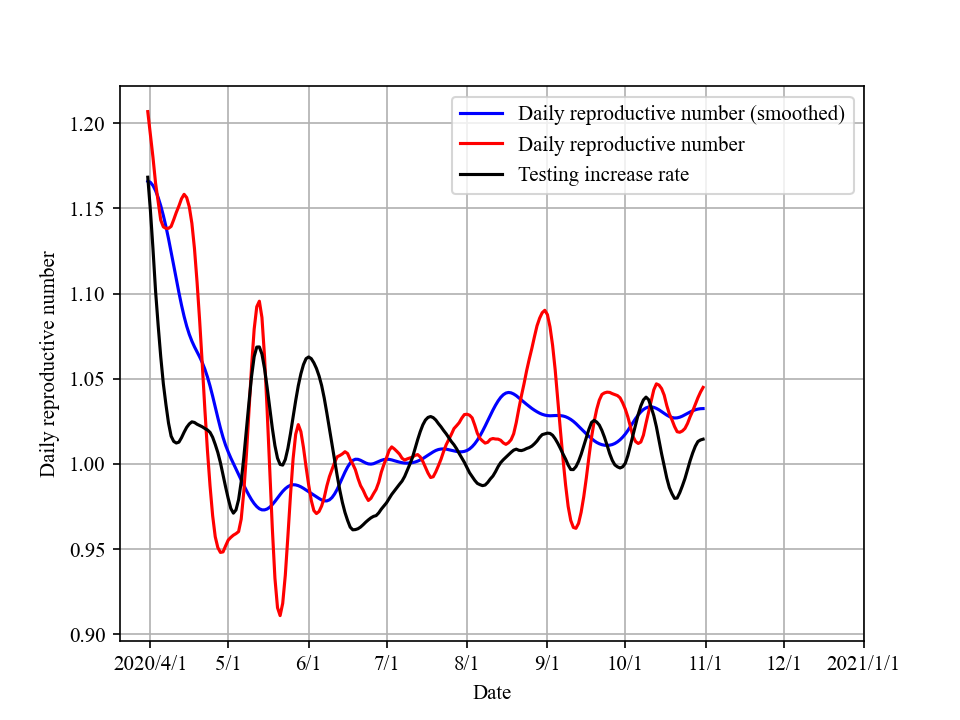 Daily reproductive number (smoothed)
Daily reproductive number
Testing increase rate
Daily reproductive number
1.20
1.15
1.10
1.05
1.00
0.95
0.90
2020/4/1 5/1 6/1 7/1 8/1 9/1 10/1 11/1 12/1 2021/1/1
Date